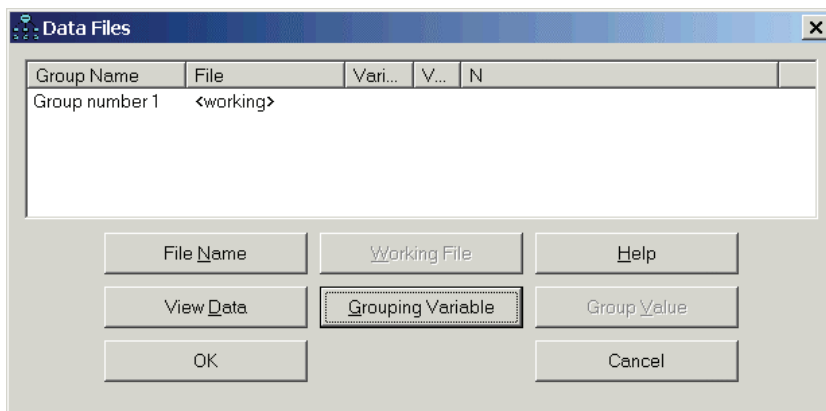 Data Files
Group Name File Vari... V... N
Group number 1 <working>
File Name Working File Help
View Data Grouping Variable Group Value
OK Cancel